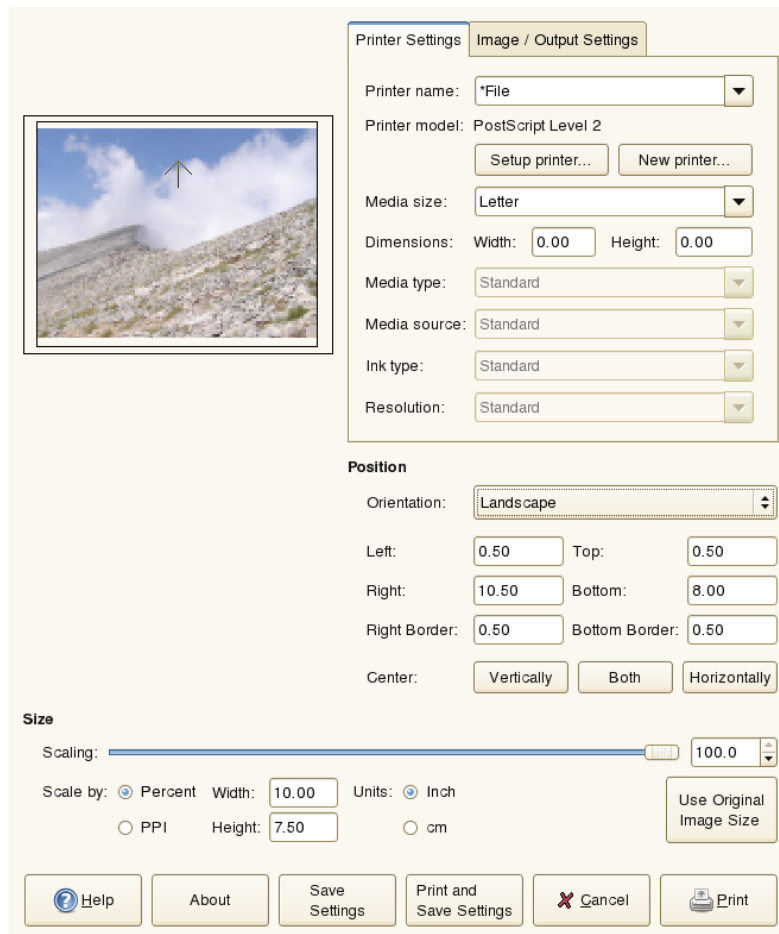 Printer Settings Image / Output Settings
Printer name: *File
Printer model: PostScript Level 2
Setup printer... New printer...
Media size: Letter
Dimensions: Width: 0.00 Height: 0.00
Media type: Standard
Media source: Standard
Ink type: Standard
Resolution: Standard
Position
Orientation: Landscape
Left: 0.50 Top: 0.50
Right: 10.50 Bottom: 8.00
Right Border: 0.50 Bottom Border: 0.50
Center: Vertically Both Horizontally
Size
Scaling: 100.0
Scale by: Percent Width: 10.00 Units: Inch
PPI Height: 7.50 cm
Use Original
Image Size
Help About Save Settings Print and Save Settings Cancel Print